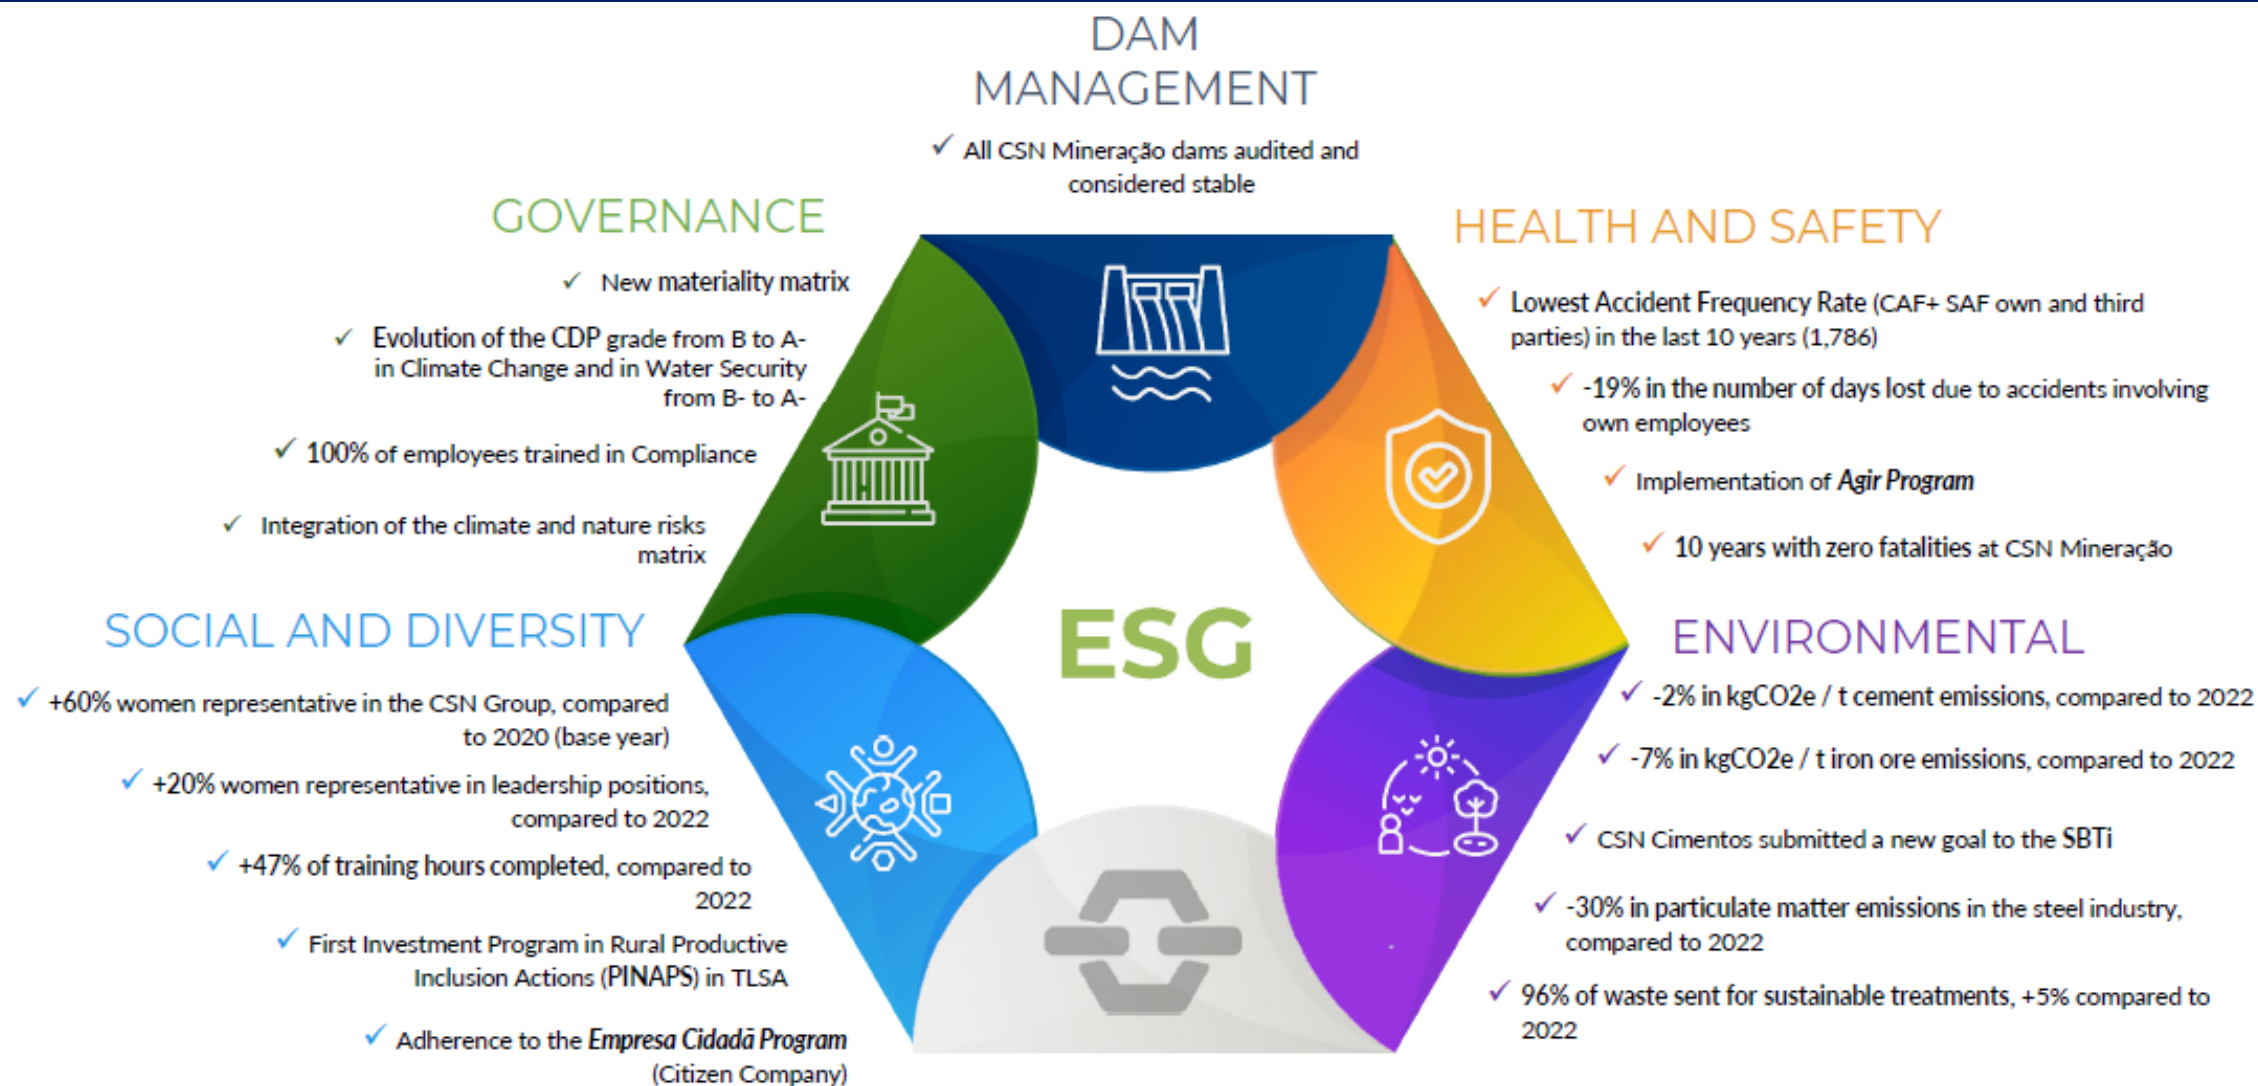 DAM
MANAGEMENT
✓ All CSN Mineração dams audited and
considered stable
GOVERNANCE
✓ New materiality matrix
✓ Evolution of the CDP grade from B to A-
in Climate Change and in Water Security
from B- to A-
✓ 100% of employees trained in Compliance
✓ Integration of the climate and nature risks
matrix
HEALTH AND SAFETY
✓ Lowest Accident Frequency Rate (CAF+ SAF own and third
parties) in the last 10 years (1,786)
✓ -19% in the number of days lost due to accidents involving
own employees
✓ Implementation of Agir Program
✓ 10 years with zero fatalities at CSN Mineração
ESG
SOCIAL AND DIVERSITY
✓ +60% women representative in the CSN Group, compared
to 2020 (base year)
✓ +20% women representative in leadership positions,
compared to 2022
✓ +47% of training hours completed, compared to
2022
✓ First Investment Program in Rural Productive
Inclusion Actions (PINAPS) in TLSA
✓ Adherence to the Empresa Cidadã Program
(Citizen Company)
ENVIRONMENTAL
✓ -2% in kgCO2e / t cement emissions, compared to 2022
✓ -7% in kgCO2e / t iron ore emissions, compared to 2022
✓ CSN Cimentos submitted a new goal to the SBTi
✓ -30% in particulate matter emissions in the steel industry,
compared to 2022
✓ 96% of waste sent for sustainable treatments, +5% compared to
2022